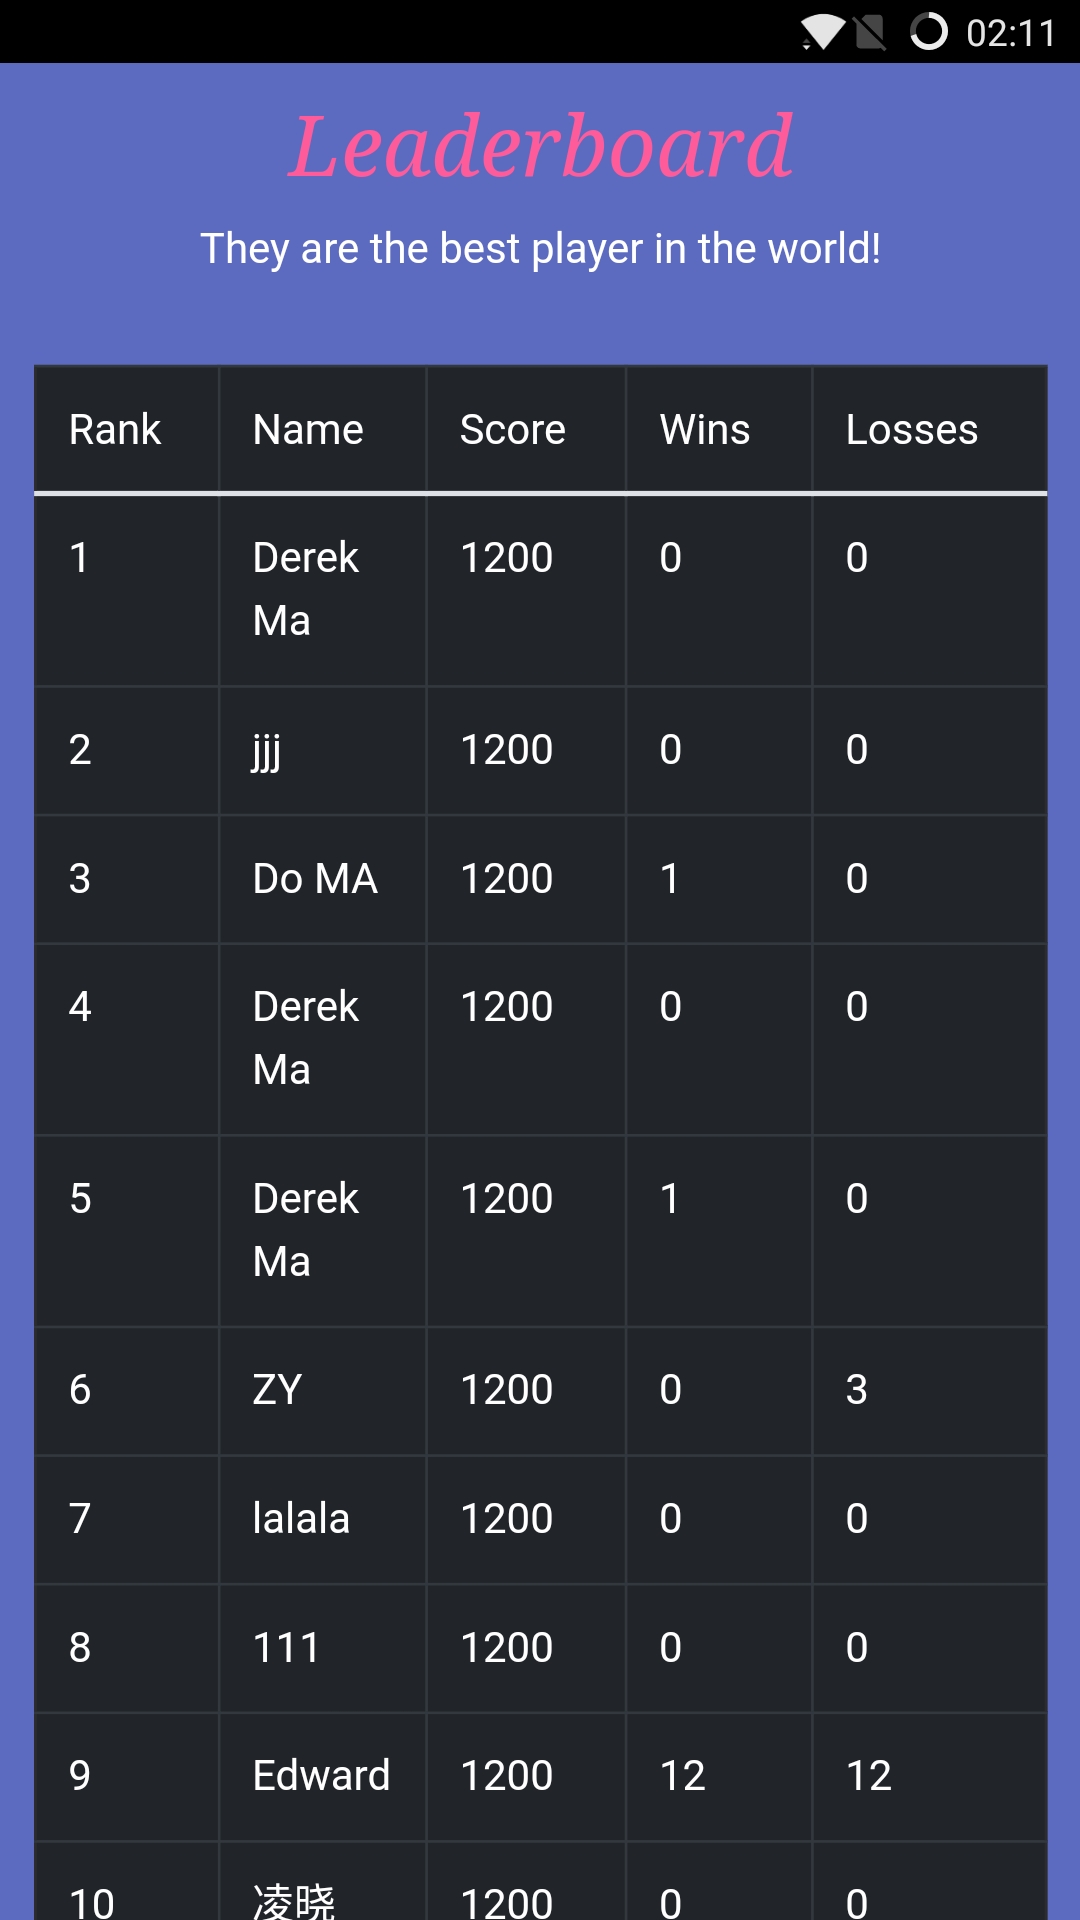 02:11
Leaderboard
They are the best player in the world!
Rank Name Score Wins Losses
1 Derek 1200 0 0
Ma
2 jjj 1200 0 0
3 Do MA 1200 1 0
4 Derek 1200 0 0
Ma
5 Derek 1200 1 0
Ma
6 ZY 1200 0 3
7 lalala 1200 0 0
8 111 1200 0 0
9 Edward 1200 12 12
10 凌晓 1200 0 0